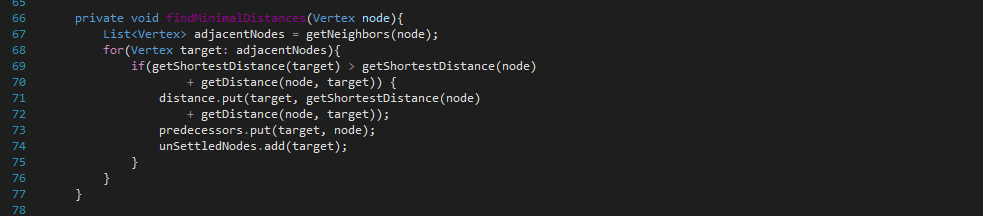 65
66 private void findMinimalDistances(Vertex node){
67 List<Vertex> adjacentNodes = getNeighbors(node);
68 for(Vertex target: adjacentNodes){
69 if(getShortestDistance(target) > getShortestDistance(node)
70 + getDistance(node, target)) {
71 distance.put(target, getShortestDistance(node)
72 + getDistance(node, target));
73 predecessors.put(target, node);
74 unSettledNodes.add(target);
75 }
76 }
77 }
78